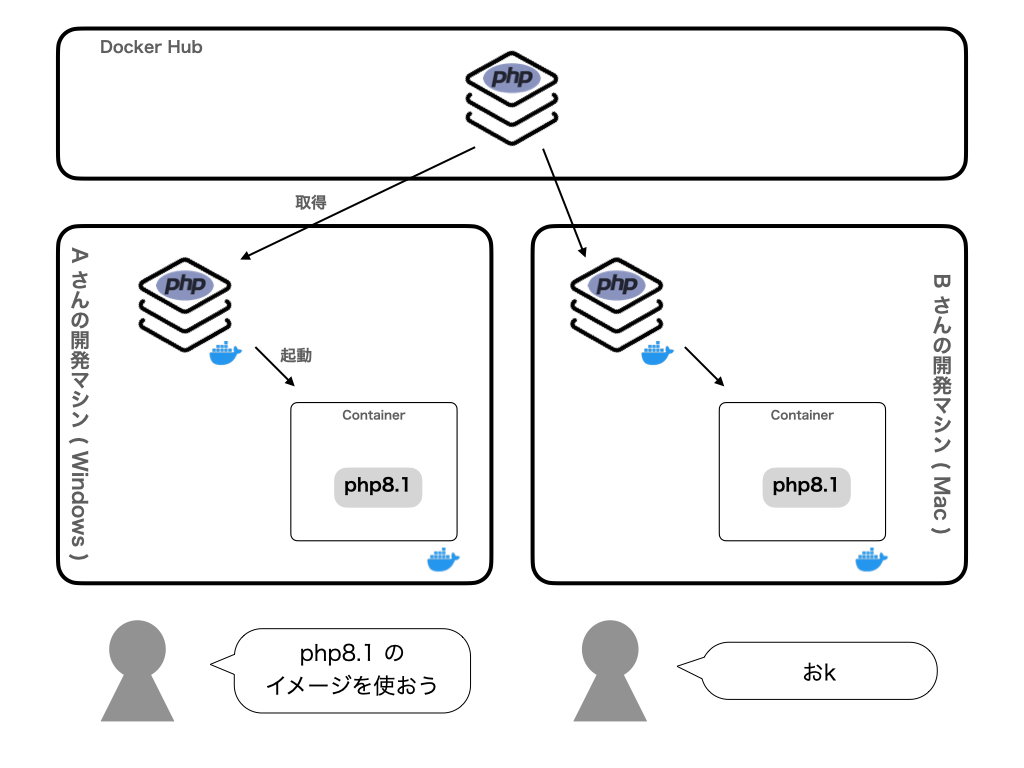 Docker Hub
php
取得
A さんの開発マシン ( Windows )
php
起動
Container
php8.1
B さんの開発マシン ( Mac )
php
Container
php8.1
php8.1 の
イメージを使おう
おk